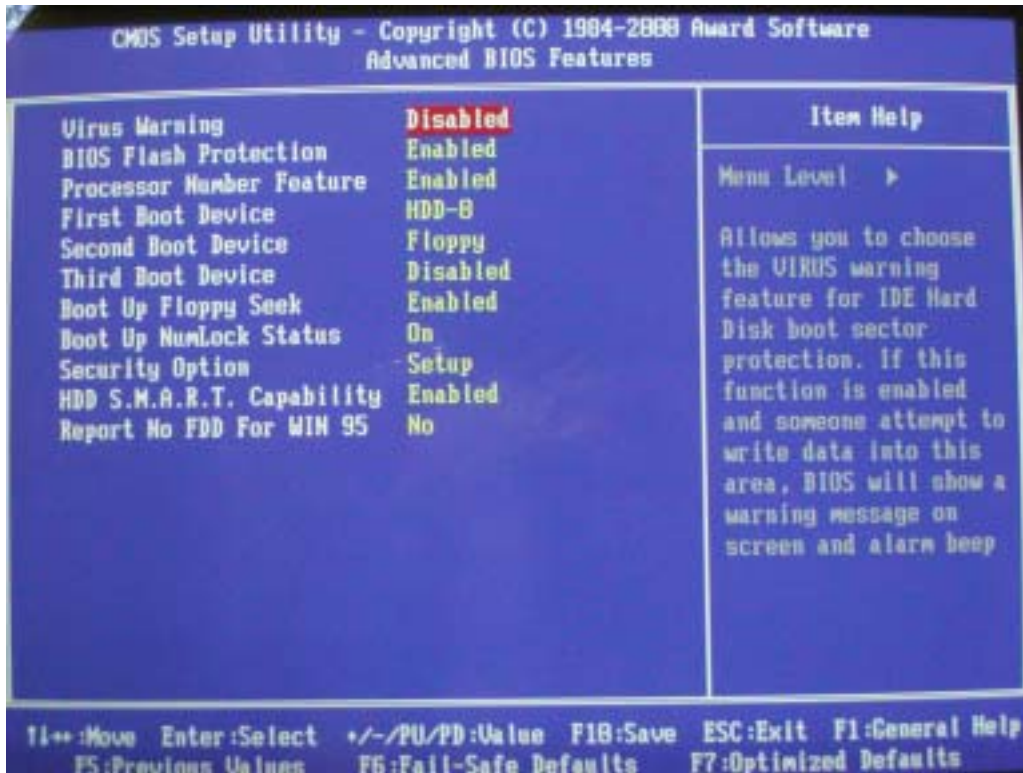 CMOS Setup Utility - Copyright (C) 1984-2000 Award Software
Advanced BIOS Features
Virus Warning Disabled
BIOS Flash Protection Enabled
Processor Number Feature Enabled
First Boot Device HDD-0
Second Boot Device Floppy
Third Boot Device Disabled
Boot Up Floppy Seek Enabled
Boot Up NumLock Status On
Security Option Setup
HDD S.M.A.R.T. Capability Enabled
Report No FDD For WIN 95 No
Item Help
Menu Level ▶
Allows you to choose
the VIRUS warning
feature for IDE Hard
Disk boot sector
protection. If this
function is enabled
and someone attempt to
write data into this
area, BIOS will show a
warning message on
screen and alarm beep
↑↓→←:Move Enter:Select +/-/PU/PD:Value F10:Save ESC:Exit F1:General Help
F5:Previous Values F6:Fail-Safe Defaults F7:Optimized Defaults